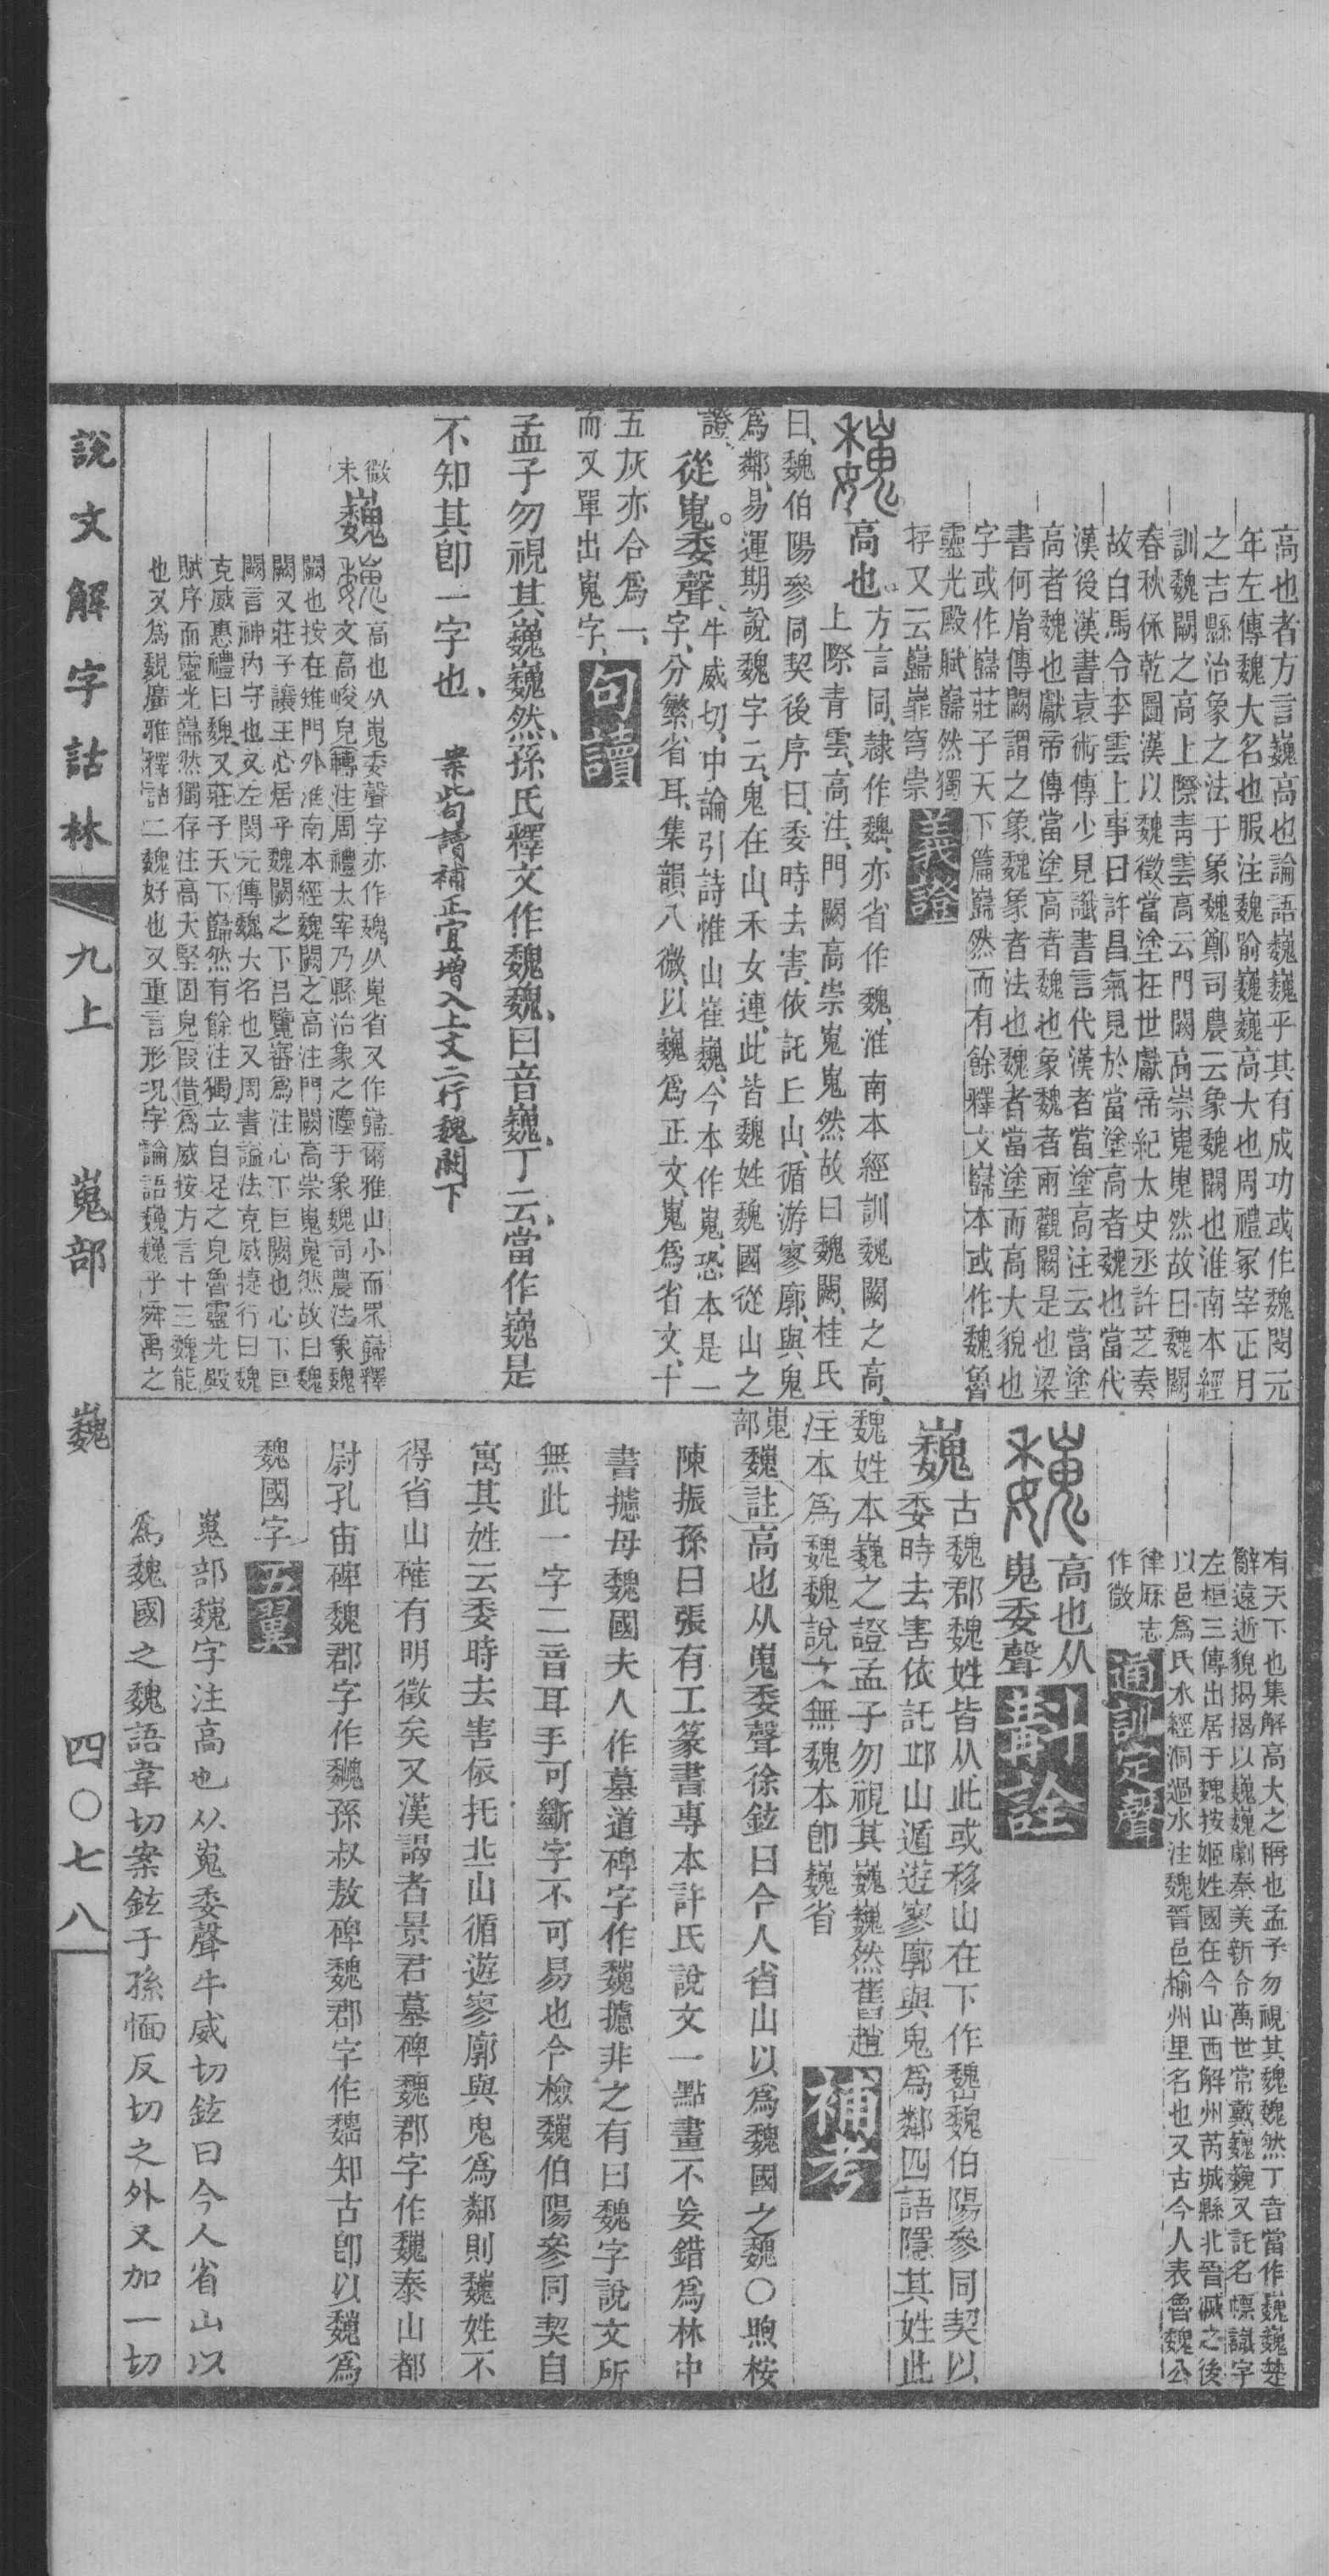 高也者方言巍高也論語巍巍乎其有成功或作魏閔元
年左傳魏大名也服注魏喻巍巍高大也周禮冢宰正月
之吉縣治象之法于象魏鄭司農云象魏闕也淮南本經
訓魏闕之高上際青雲高云門闕高崇嵬嵬然故曰魏闕
春秋佐乾圖漢以魏徵當塗在世獻帝紀太史丞許芝奏
故白馬令李雲上事曰許昌氣見於當塗高者魏也當代
漢後漢書袁術傳少見讖書言代漢者當塗高注云當塗
高者魏也獻帝傳當塗高者魏也象魏者兩觀闕是也梁
書何胤傳闕謂之象魏象者法也魏者當塗而高大貌也
字或作巋莊子天下篇巋然而有餘釋文巋本或作魏魯
靈光殿賦巋然獨
存又云巋嶵穹崇
義證
高也
方言同、隸作魏、亦省作魏、淮南本經訓魏闕之高、
上際青雲、高注、門闕高崇嵬嵬然故曰魏闕、桂氏
曰、魏伯陽參同契後序曰、委時去害、依託丘山、循游寥廓、與鬼
爲鄰、易運期說魏字云、鬼在山、禾女連、此皆魏姓魏國從山之
證、
從嵬。委聲、
牛威切、中論引詩惟山崔巍、今本作嵬、恐本是一
字、分繁省耳、集韻八微、以巍爲正文、嵬爲省文、十
五灰亦合爲一、
而又單出嵬字、
句讀
孟子勿視其巍巍然、孫氏釋文作魏魏、曰音巍、丁云、當作巍是
不知其卽一字也、
案此句讀補正宜增入上文二行魏闕下
微
未
巍
高也从嵬委聲字亦作魏从嵬省又作巋爾雅山小而眾巋釋
文高峻皃(轉注)周禮太宰乃縣治象之灋于象魏司農注象魏
闕也按在雉門外淮南本經魏闕之高注門闕高崇嵬嵬然故曰魏
闕又莊子讓王心居乎魏闕之下呂覽審爲注心下巨闕也心下巨
闕言神內守也又左閔元傳魏大名也又周書謚法克威捷行曰魏
克威惠禮曰魏又莊子天下巋然有餘注獨立自足之皃魯靈光殿
賦序而靈光巋然獨存注高大堅固皃(叚借)爲威按方言十三魏能
也又爲魏廣雅釋詁二魏好也又重言形況字論語巍巍乎舜禹之
有天下也集解高大之稱也孟子勿視其魏魏然丁音當作巍巍楚
辭遠逝貌揭揭以巍巍劇秦美新令萬世常戴巍巍又託名幖識字
左桓三傳出居于魏按姬姓國在今山西解州芮城縣北晉滅之後
以邑爲氏水經洞過水注魏晉邑榆州里名也又古今人表魯魏公
律厤志
作微
通訓定聲
高也从
嵬委聲
斠詮
巍
古魏郡魏姓皆从此或移山在下作魏魏伯陽參同契以
委時去害依託邱山遁遊寥廓與鬼爲鄰四語隱其姓此
魏姓本巍之證孟子勿視其巍巍然舊趙
注本爲魏魏說文無魏本卽巍省
補考
嵬
部
巍(註)高也从嵬委聲徐鉉曰今人省山以爲魏國之魏〇煦桉
陳振孫曰張有工篆書專本許氏說文一點畫不妄錯爲林中
書攄母魏國夫人作墓道碑字作巍攄非之有曰魏字說文所
無此一字二音耳手可斷字不可易也今檢巍伯陽參同契自
寓其姓云委時去害依托北山循遊寥廓與鬼爲鄰則巍姓不
得省山確有明徵矣又漢謁者景君墓碑魏郡字作巍泰山都
尉孔宙碑魏郡字作巍孫叔敖碑魏郡字作魏知古卽以巍爲
魏國字
五翼
嵬部巍字注高也从嵬委聲牛威切鉉曰今人省山以
爲魏國之魏語韋切案鉉于孫愐反切之外又加一切
說文解字詁林
九上
嵬部
巍
四〇七八